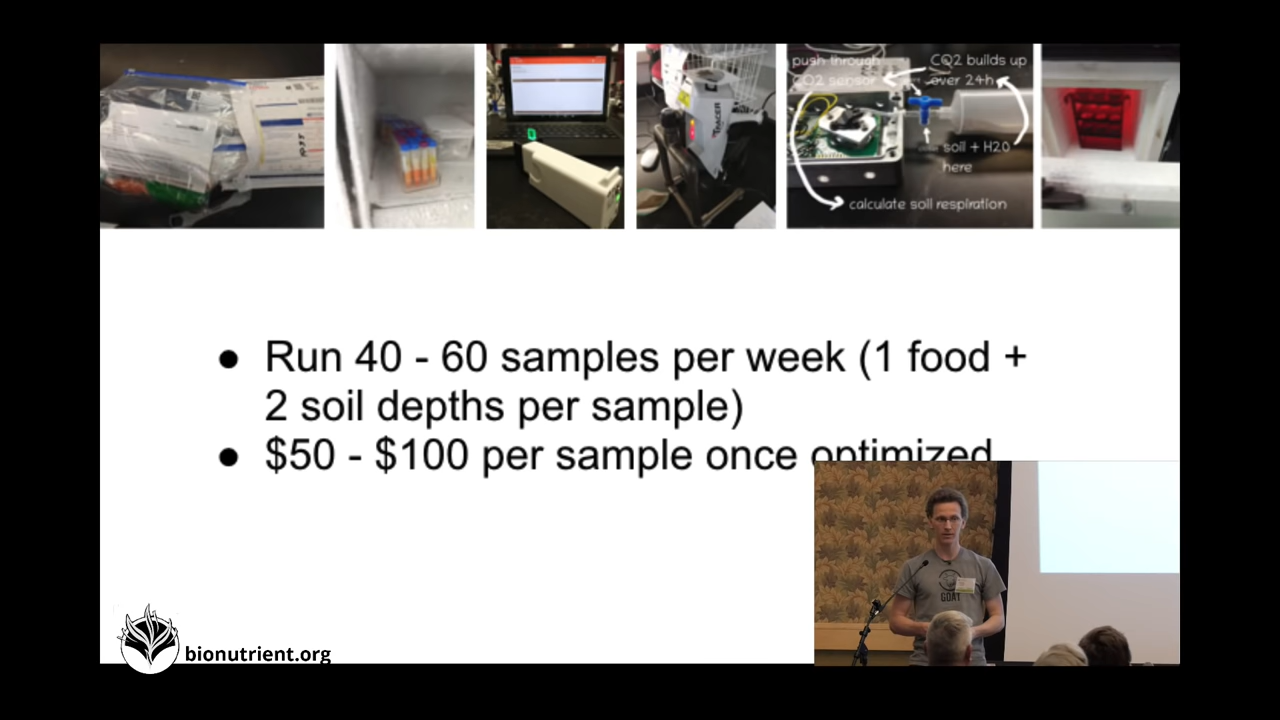 push through
CO2 sensor
CO2 builds up
over 24h
soil + H20
here
calculate soil respiration
TRACER
● Run 40 - 60 samples per week (1 food +
2 soil depths per sample)
● $50 - $100 per sample once optimized
GOAT
bionutrient.org